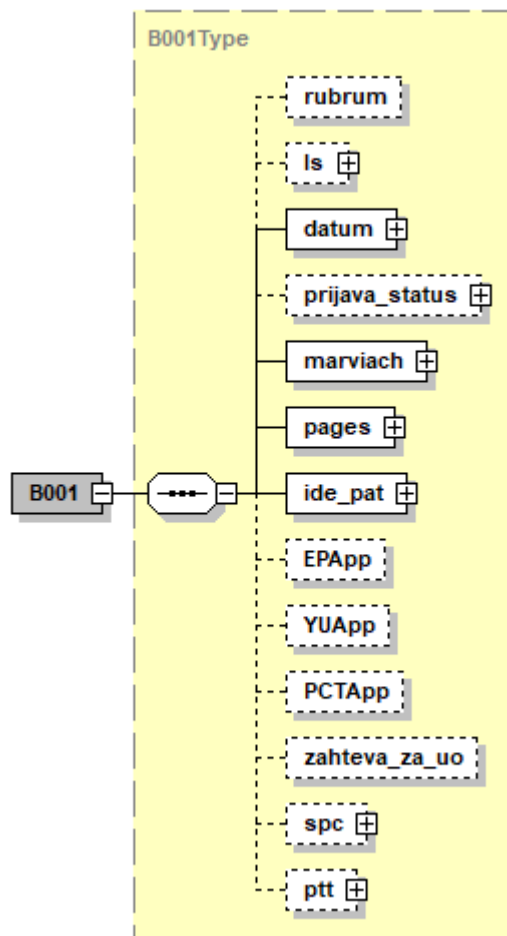 B001Type
rubrum
ls
datum
prijava_status
marviach
pages
B001
ide_pat
EPApp
YUApp
PCTApp
zahteva_za_uo
spc
ptt